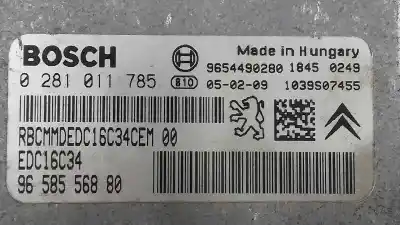 BOSCH
Made in Hungary
0 281 011 785
B10
9654490280 1845 0249
05-02-09 1039S07455
RBCMMDEDC16C34CEM 00
EDC16C34
96 585 568 80